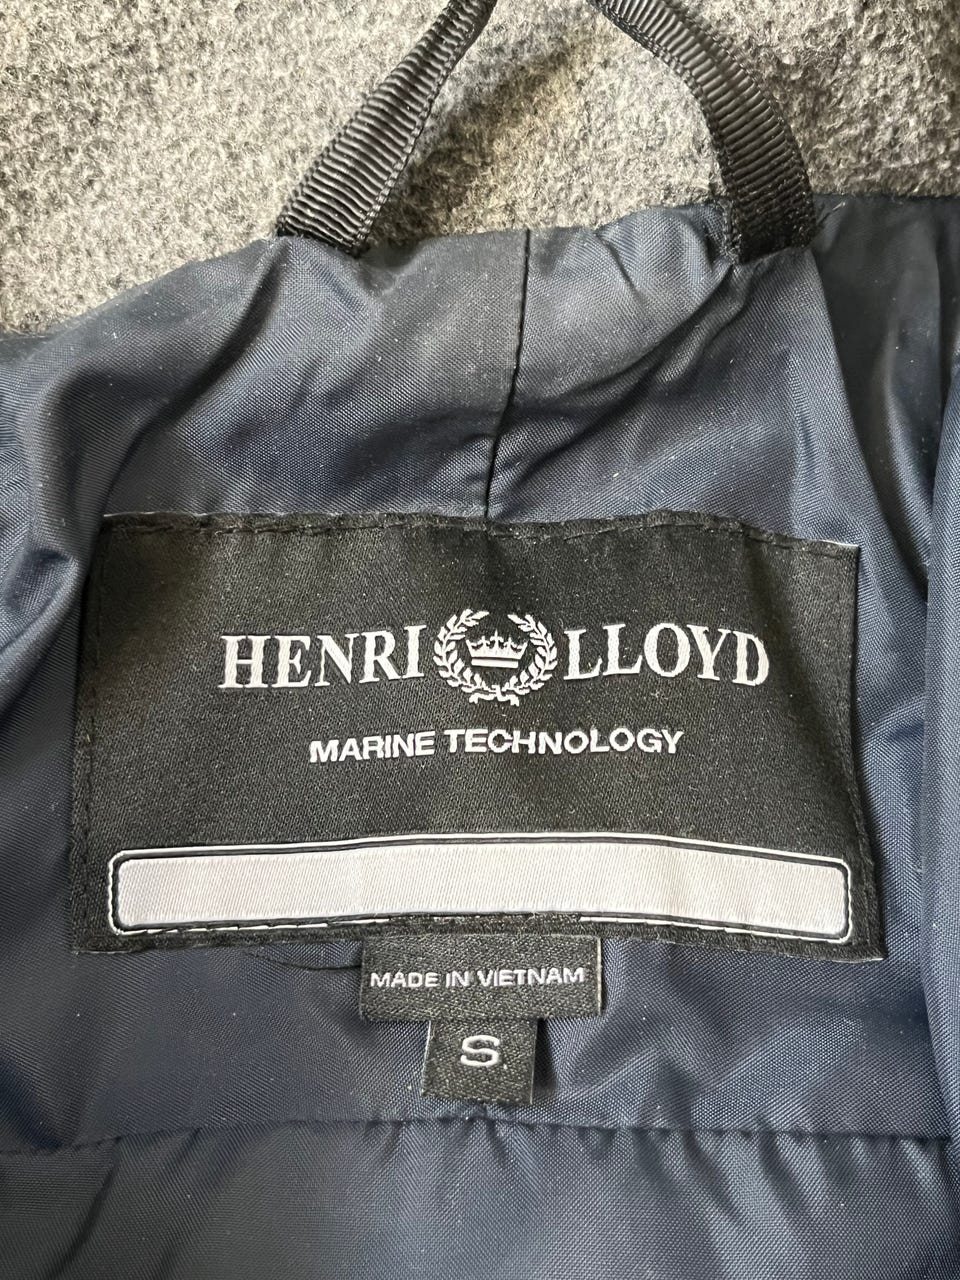 HENRI LLOYD
MARINE TECHNOLOGY
MADE IN VIETNAM
S